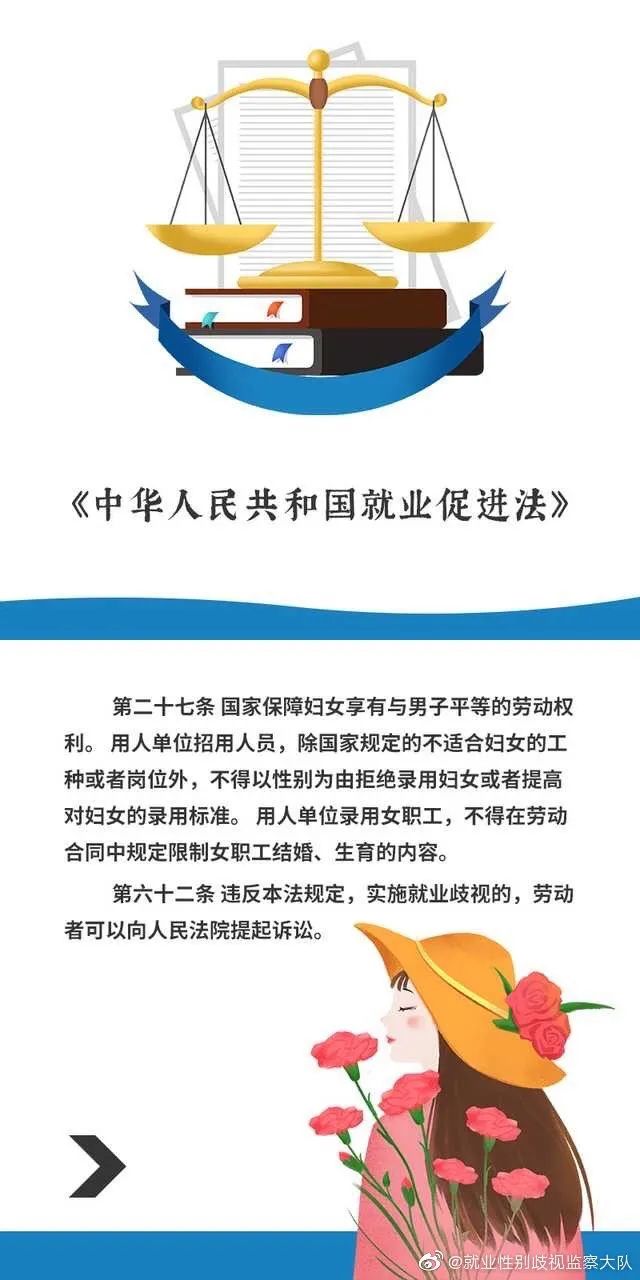 《中华人民共和国就业促进法》
第二十七条 国家保障妇女享有与男子平等的劳动权
利。 用人单位招用人员，除国家规定的不适合妇女的工
种或者岗位外，不得以性别为由拒绝录用妇女或者提高
对妇女的录用标准。 用人单位录用女职工，不得在劳动
合同中规定限制女职工结婚、生育的内容。
第六十二条 违反本法规定，实施就业歧视的，劳动
者可以向人民法院提起诉讼。
@就业性别歧视监察大队